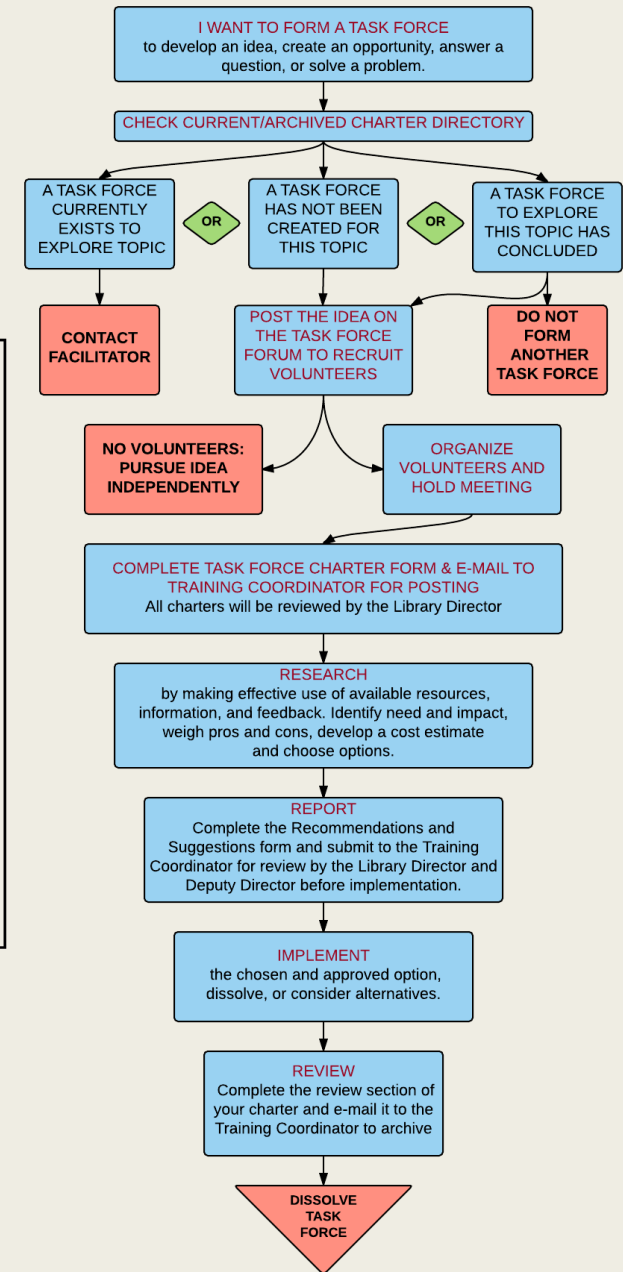 I WANT TO FORM A TASK FORCE
to develop an idea, create an opportunity, answer a
question, or solve a problem.
CHECK CURRENT/ARCHIVED CHARTER DIRECTORY
A TASK FORCE
CURRENTLY
EXISTS TO
EXPLORE TOPIC
OR
A TASK FORCE
HAS NOT BEEN
CREATED FOR
THIS TOPIC
OR
A TASK FORCE
TO EXPLORE
THIS TOPIC HAS
CONCLUDED
CONTACT
FACILITATOR
POST THE IDEA ON
THE TASK FORCE
FORUM TO RECRUIT
VOLUNTEERS
DO NOT
FORM
ANOTHER
TASK FORCE
NO VOLUNTEERS:
PURSUE IDEA
INDEPENDENTLY
ORGANIZE
VOLUNTEERS AND
HOLD MEETING
COMPLETE TASK FORCE CHARTER FORM & E-MAIL TO
TRAINING COORDINATOR FOR POSTING
All charters will be reviewed by the Library Director
RESEARCH
by making effective use of available resources,
information, and feedback. Identify need and impact,
weigh pros and cons, develop a cost estimate
and choose options.
REPORT
Complete the Recommendations and
Suggestions form and submit to the Training
Coordinator for review by the Library Director and
Deputy Director before implementation.
IMPLEMENT
the chosen and approved option,
dissolve, or consider alternatives.
REVIEW
Complete the review section of
your charter and e-mail it to the
Training Coordinator to archive
DISSOLVE
TASK
FORCE